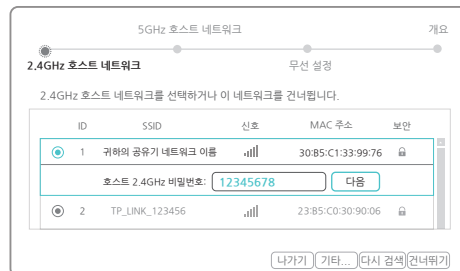 5GHz 호스트 네트워크 개요
2.4GHz 호스트 네트워크 무선 설정
2.4GHz 호스트 네트워크를 선택하거나 이 네트워크를 건너뜁니다.
ID SSID 신호 MAC 주소 보안
1 귀하의 공유기 네트워크 이름 30:B5:C1:33:99:76
호스트 2.4GHz 비밀번호: 12345678 다음
2 TP_LINK_123456 23:B5:C0:30:90:06
나가기 기타... 다시 검색 건너뛰기